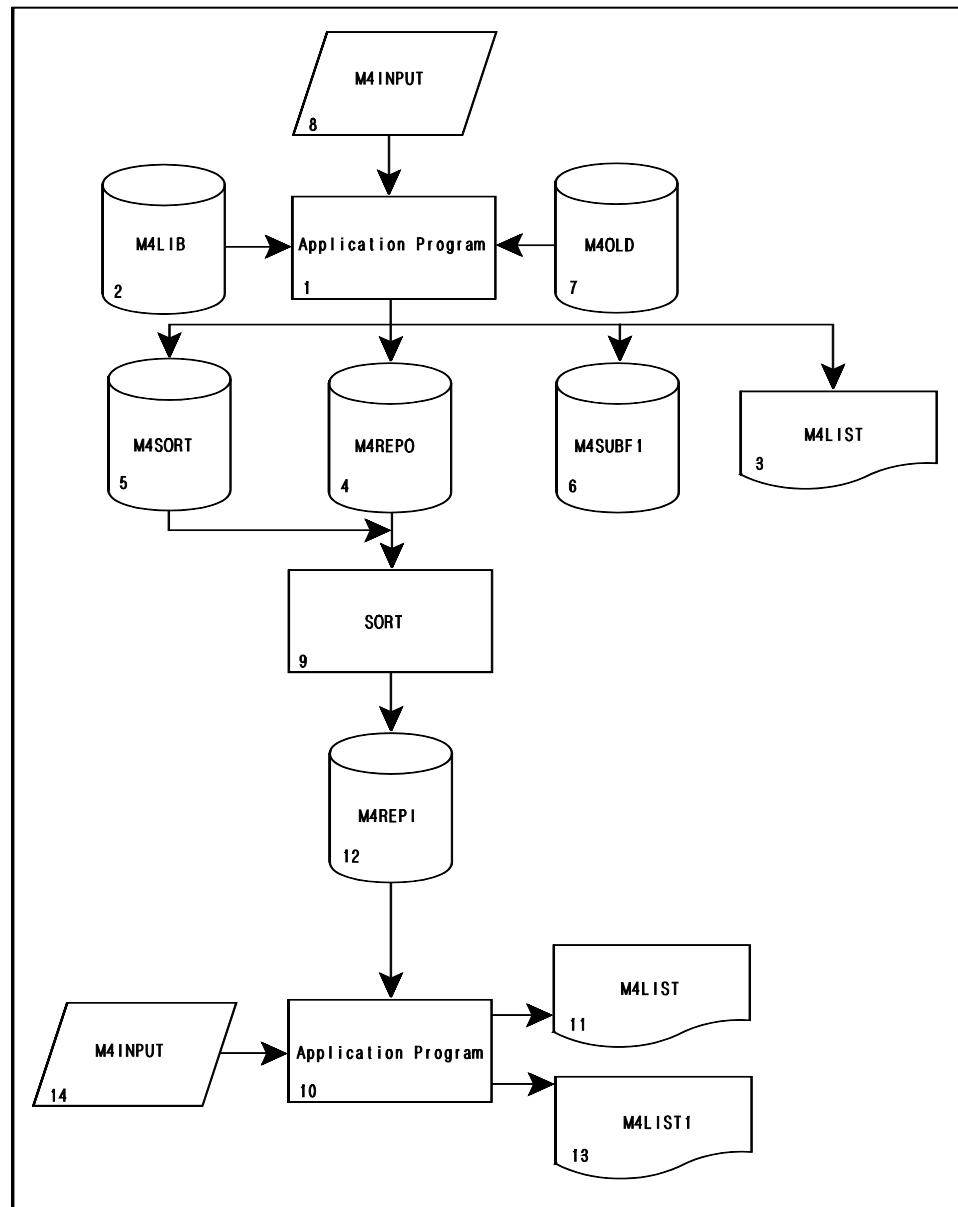 M4INPUT
8
M4LIB
2
Application Program
1
M4OLD
7
M4SORT
5
M4REPO
4
M4SUBF1
6
M4LIST
3
SORT
9
M4REPI
12
M4INPUT
14
Application Program
10
M4LIST
11
M4LIST1
13